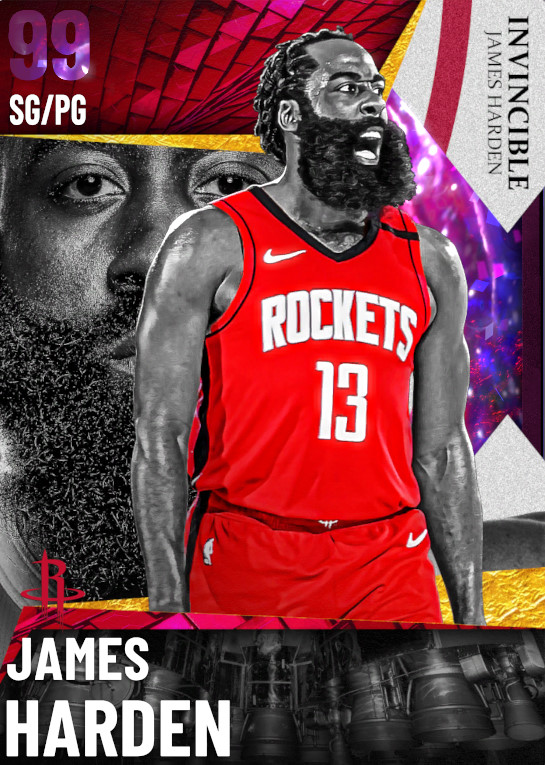 99
SG/PG
INVINCIBLE
JAMES HARDEN
ROCKETS
13
R
JAMES
HARDEN